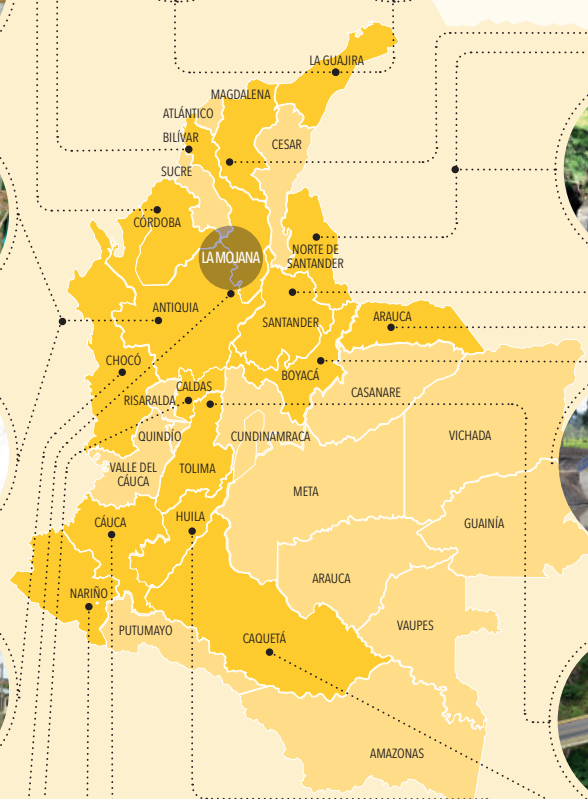 LA GUAJIRA
MAGDALENA
ATLÁNTICO
BILÍVAR
CESAR
SUCRE
CÓRDOBA
LA MOJANA
NORTE DE
SANTANDER
ANTIQUIA
SANTANDER
ARAUCA
CHOCÓ
CALDAS
BOYACÁ
RISARALDA
CASANARE
QUINDÍO
CUNDINAMRACA
VICHADA
VALLE DEL
CÁUCA
TOLIMA
META
CÁUCA
HUILA
GUAINÍA
ARAUCA
NARIÑO
PUTUMAYO
CAQUETÁ
VAUPES
AMAZONAS